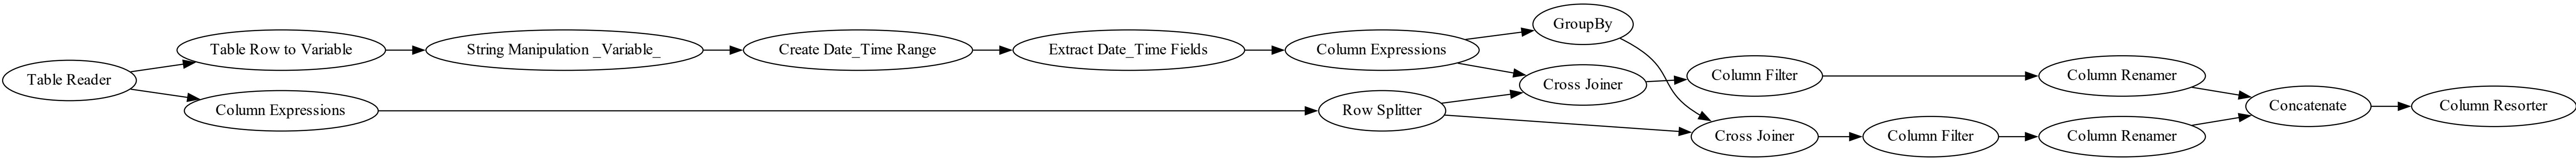 Table Reader
Table Row to Variable
String Manipulation _Variable_
Create Date_Time Range
Extract Date_Time Fields
Column Expressions
GroupBy
Column Expressions
Row Splitter
Cross Joiner
Column Filter
Column Renamer
Cross Joiner
Column Filter
Column Renamer
Concatenate
Column Resorter